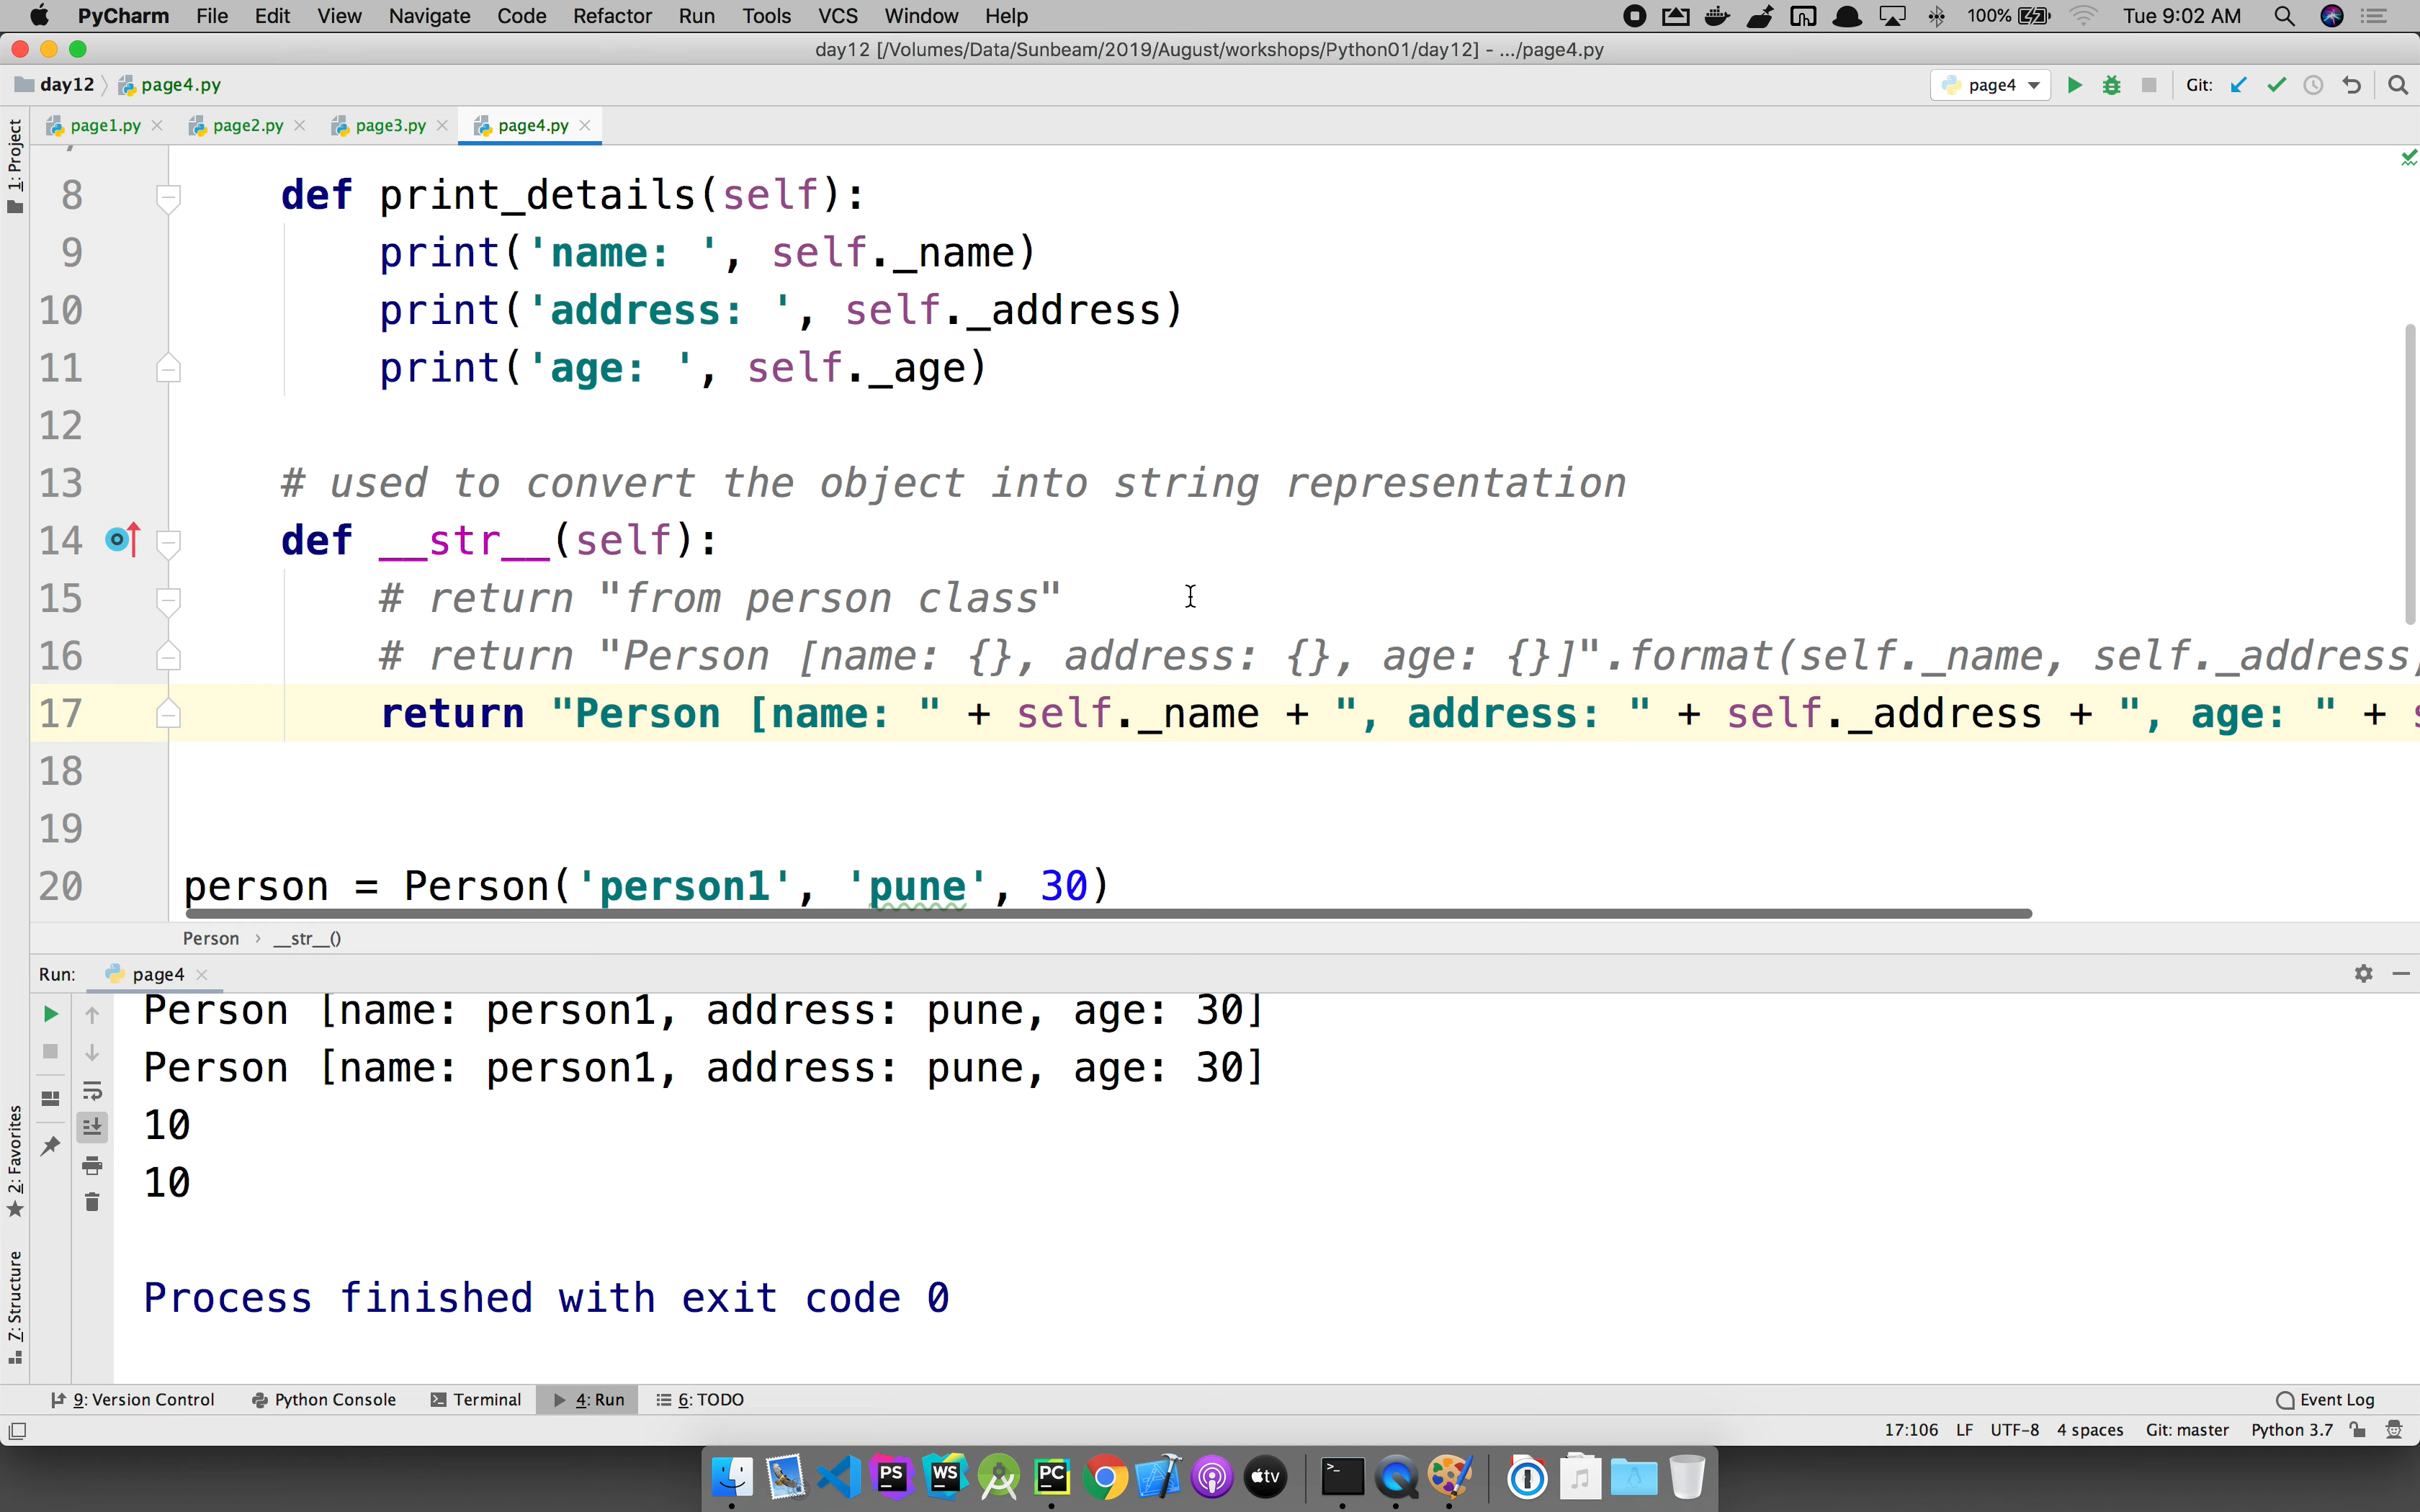 PyCharm File Edit View Navigate Code Refactor Run Tools VCS Window Help 100% Tue 9:02 AM
day12 [/Volumes/Data/Sunbeam/2019/August/workshops/Python01/day12] - .../page4.py
day12 page4.py page4 Git:
page1.py page2.py page3.py page4.py
1: Project
8 def print_details(self):
9 print('name: ', self._name)
10 print('address: ', self._address)
11 print('age: ', self._age)
12
13 # used to convert the object into string representation
14 def __str__(self):
15 # return "from person class"
16 # return "Person [name: {}, address: {}, age: {}]".format(self._name, self._address,
17 return "Person [name: " + self._name + ", address: " + self._address + ", age: " + s
18
19
20 person = Person('person1', 'pune', 30)
Person › __str__()
Run: page4
Person [name: person1, address: pune, age: 30]
Person [name: person1, address: pune, age: 30]
10
10
Process finished with exit code 0
2: Favorites
7: Structure
9: Version Control Python Console Terminal 4: Run 6: TODO Event Log
17:106 LF UTF-8 4 spaces Git: master Python 3.7
PS WS PC tv